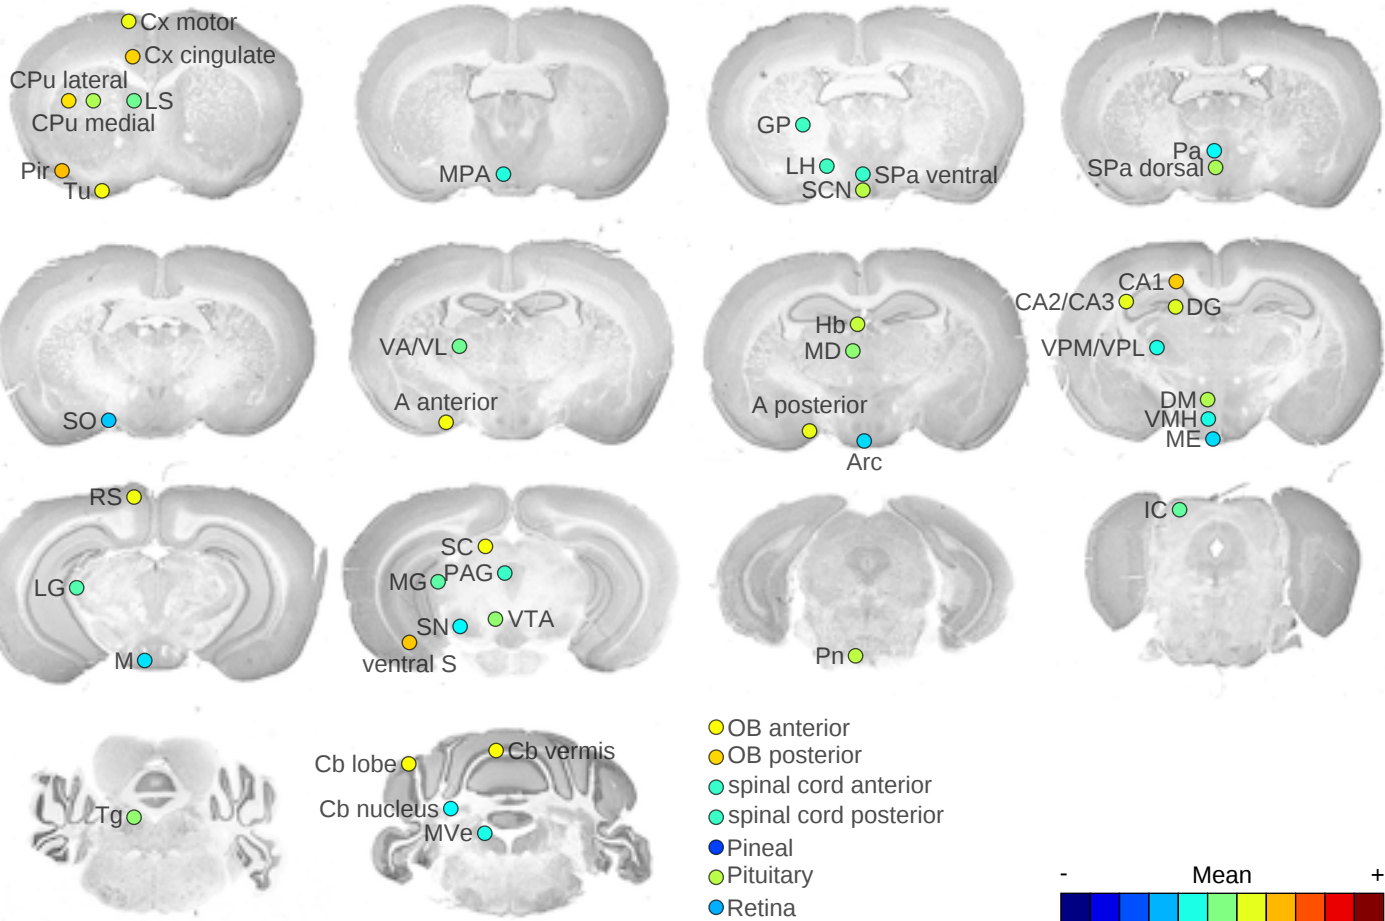 Cx motor
Cx cingulate
CPu lateral
LS
CPu medial
Pir
Tu
MPA
GP
LH
SPa ventral
SCN
Pa
SPa dorsal
SO
VA/VL
A anterior
Hb
MD
A posterior
Arc
CA1
CA2/CA3
DG
VPM/VPL
DM
VMH
ME
RS
LG
M
SC
MG
PAG
SN
VTA
ventral S
Pn
IC
Tg
Cb lobe
Cb vermis
Cb nucleus
MVe
OB anterior
OB posterior
spinal cord anterior
spinal cord posterior
Pineal
Pituitary
Retina
- Mean +